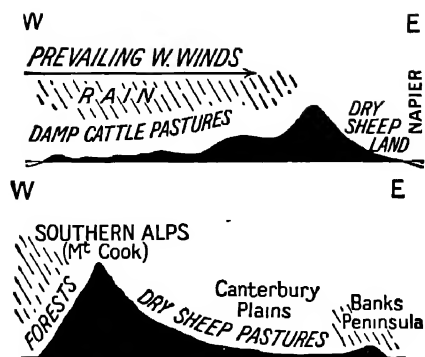 W E
PREVAILING W. WINDS
RAIN
DAMP CATTLE PASTURES
DRY
SHEEP
LAND
NAPIER
W E
SOUTHERN ALPS
(Mt Cook)
FORESTS
DRY SHEEP PASTURES
Canterbury
Plains
Banks
Peninsula